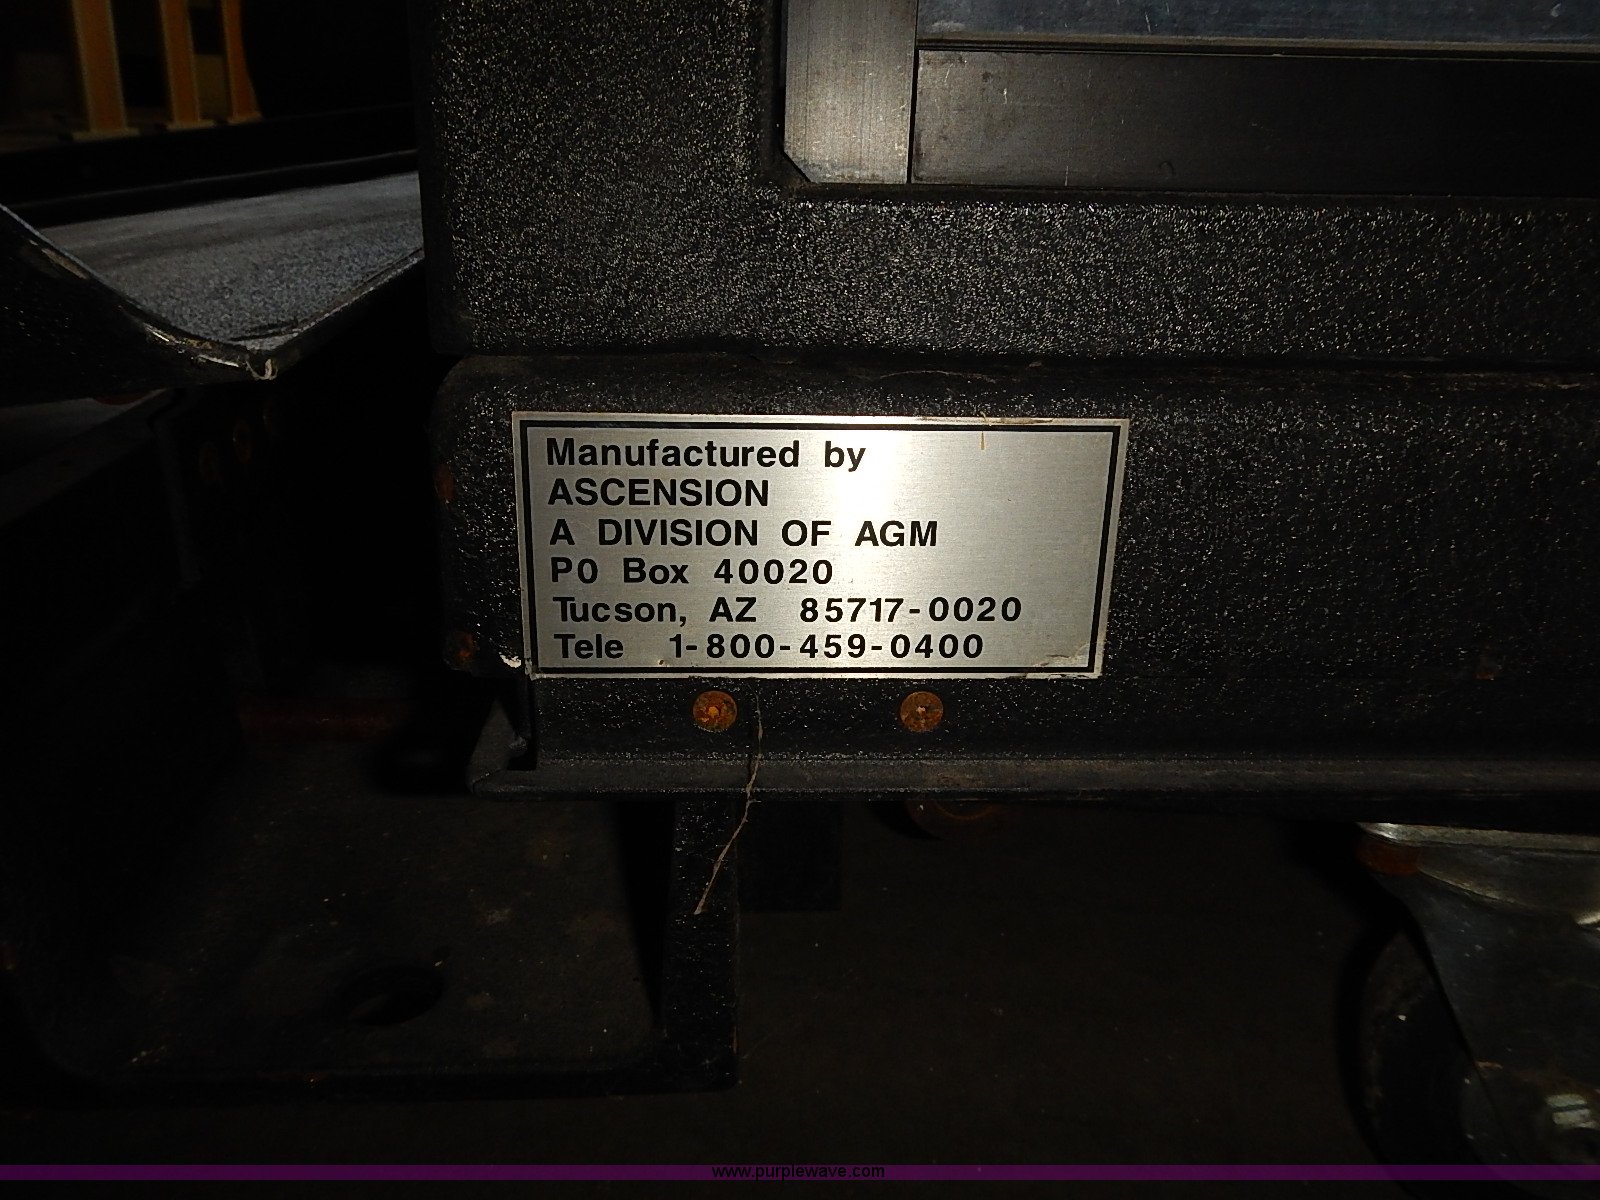 Manufactured by
ASCENSION
A DIVISION OF AGM
PO Box 40020
Tucson, AZ 85717-0020
Tele 1-800-459-0400
www.purplewave.com